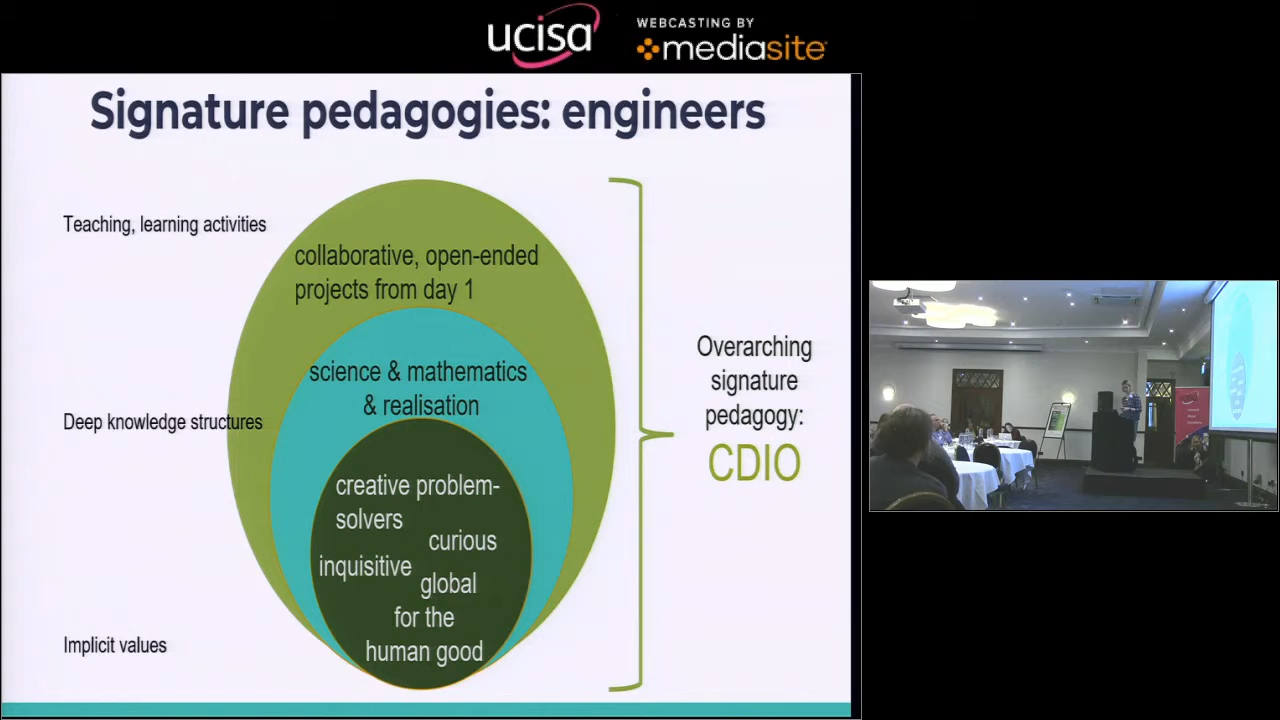 ucisa
WEBCASTING BY
mediasite
Signature pedagogies: engineers
Teaching, learning activities
collaborative, open-ended
projects from day 1
science & mathematics
& realisation
Deep knowledge structures
creative problem-
solvers
curious
inquisitive
global
for the
human good
Implicit values
Overarching
signature
pedagogy:
CDIO